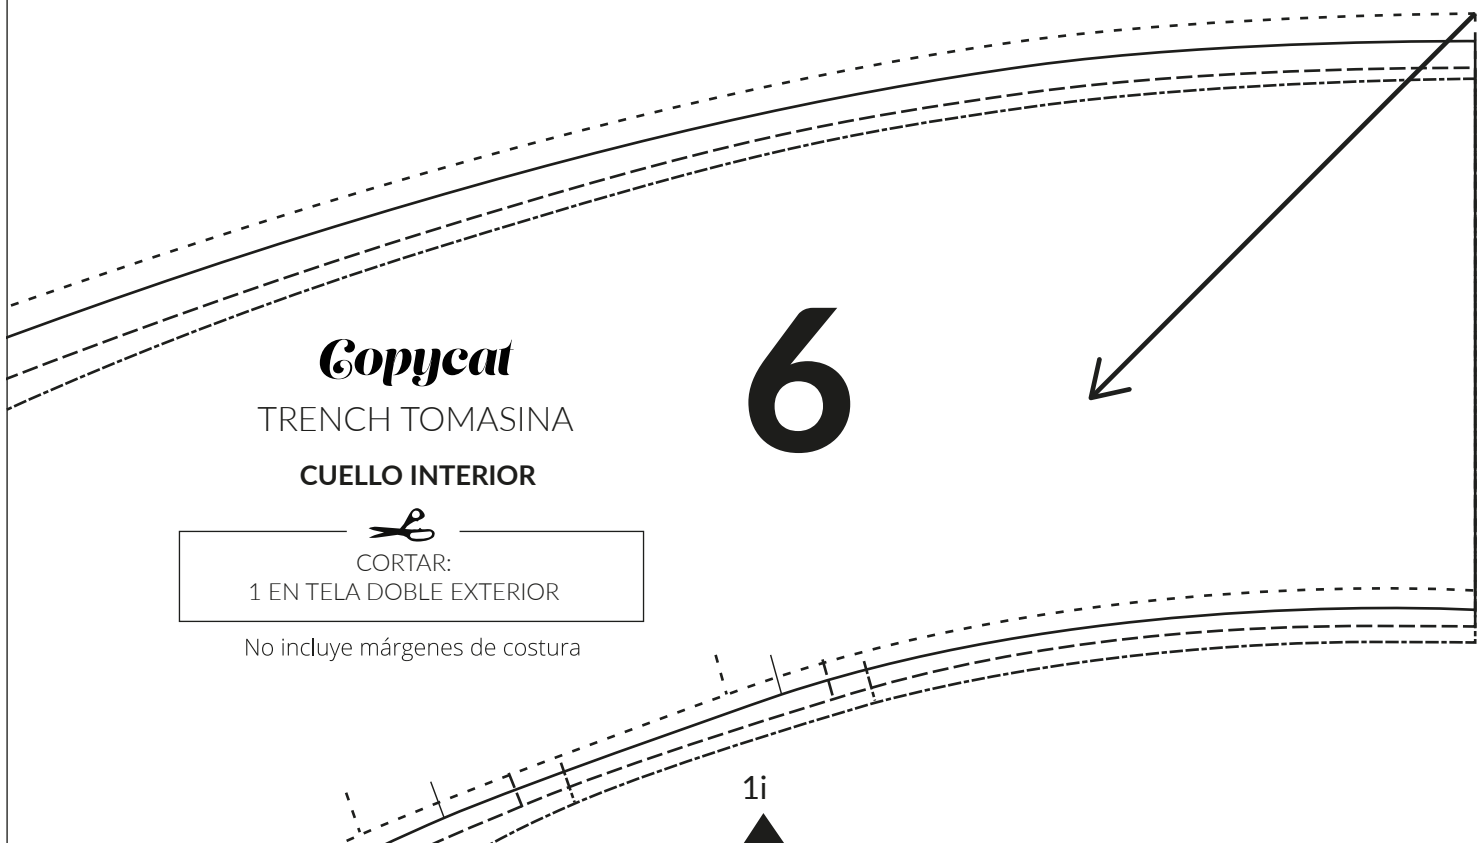 Copycat
TRENCH TOMASINA
CUELLO INTERIOR
CORTAR:
1 EN TELA DOBLE EXTERIOR
No incluye márgenes de costura
6
1i